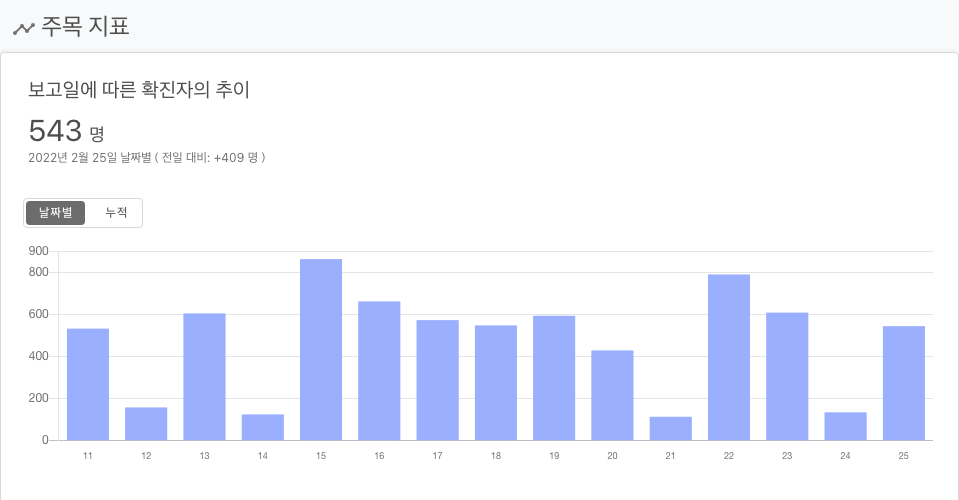 주목 지표
보고일에 따른 확진자의 추이
543 명
2022년 2월 25일 날짜별 ( 전일 대비: +409 명 )
날짜별 누적
900
800
600
400
200
0
11 12 13 14 15 16 17 18 19 20 21 22 23 24 25